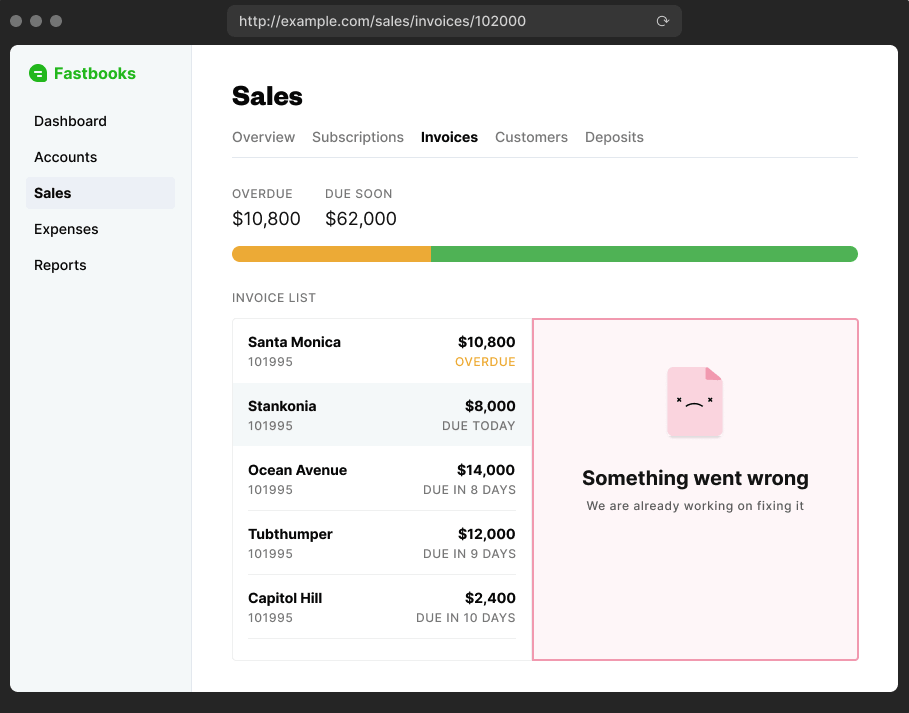 http://example.com/sales/invoices/102000
Fastbooks
Dashboard
Accounts
Sales
Expenses
Reports
Sales
Overview Subscriptions Invoices Customers Deposits
OVERDUE DUE SOON
$10,800 $62,000
INVOICE LIST
Santa Monica $10,800
101995 OVERDUE
Stankonia $8,000
101995 DUE TODAY
Ocean Avenue $14,000
101995 DUE IN 8 DAYS
Tubthumper $12,000
101995 DUE IN 9 DAYS
Capitol Hill $2,400
101995 DUE IN 10 DAYS
Something went wrong
We are already working on fixing it